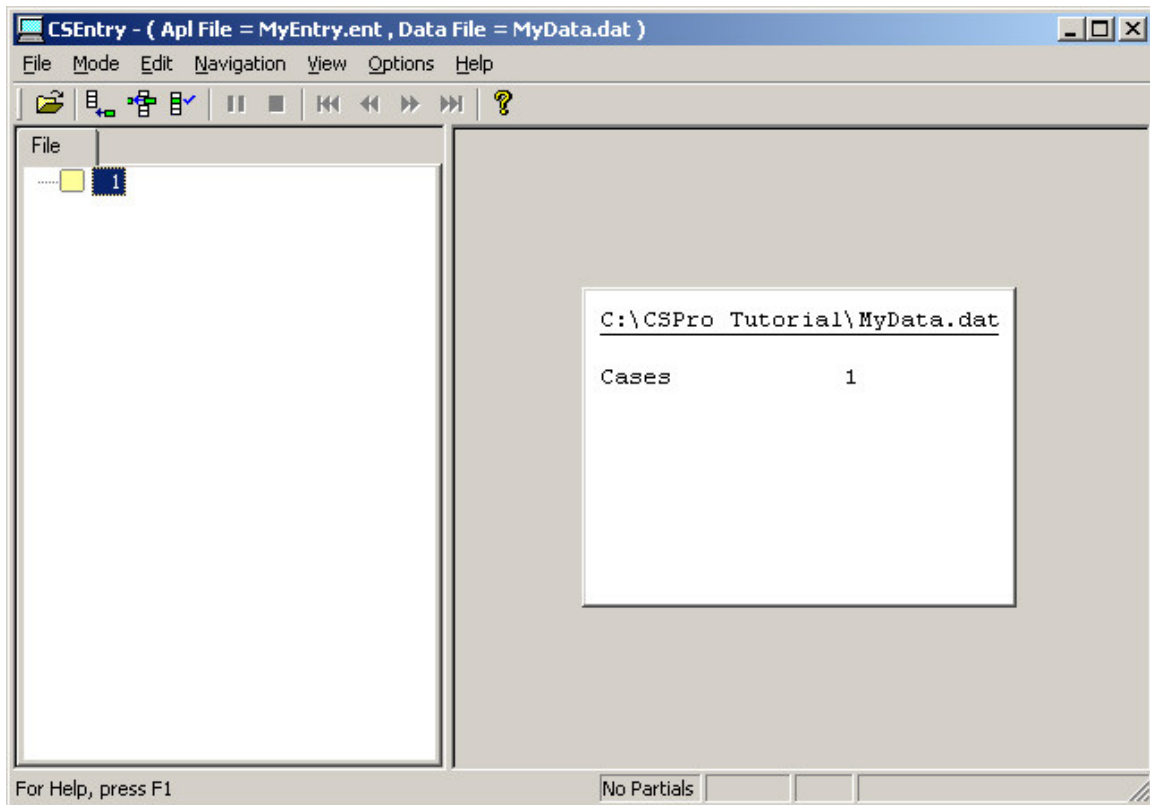 CSEntry - ( Apl File = MyEntry.ent , Data File = MyData.dat )
File Mode Edit Navigation View Options Help
File
1
C:\CSPro Tutorial\MyData.dat
Cases 1
For Help, press F1
No Partials